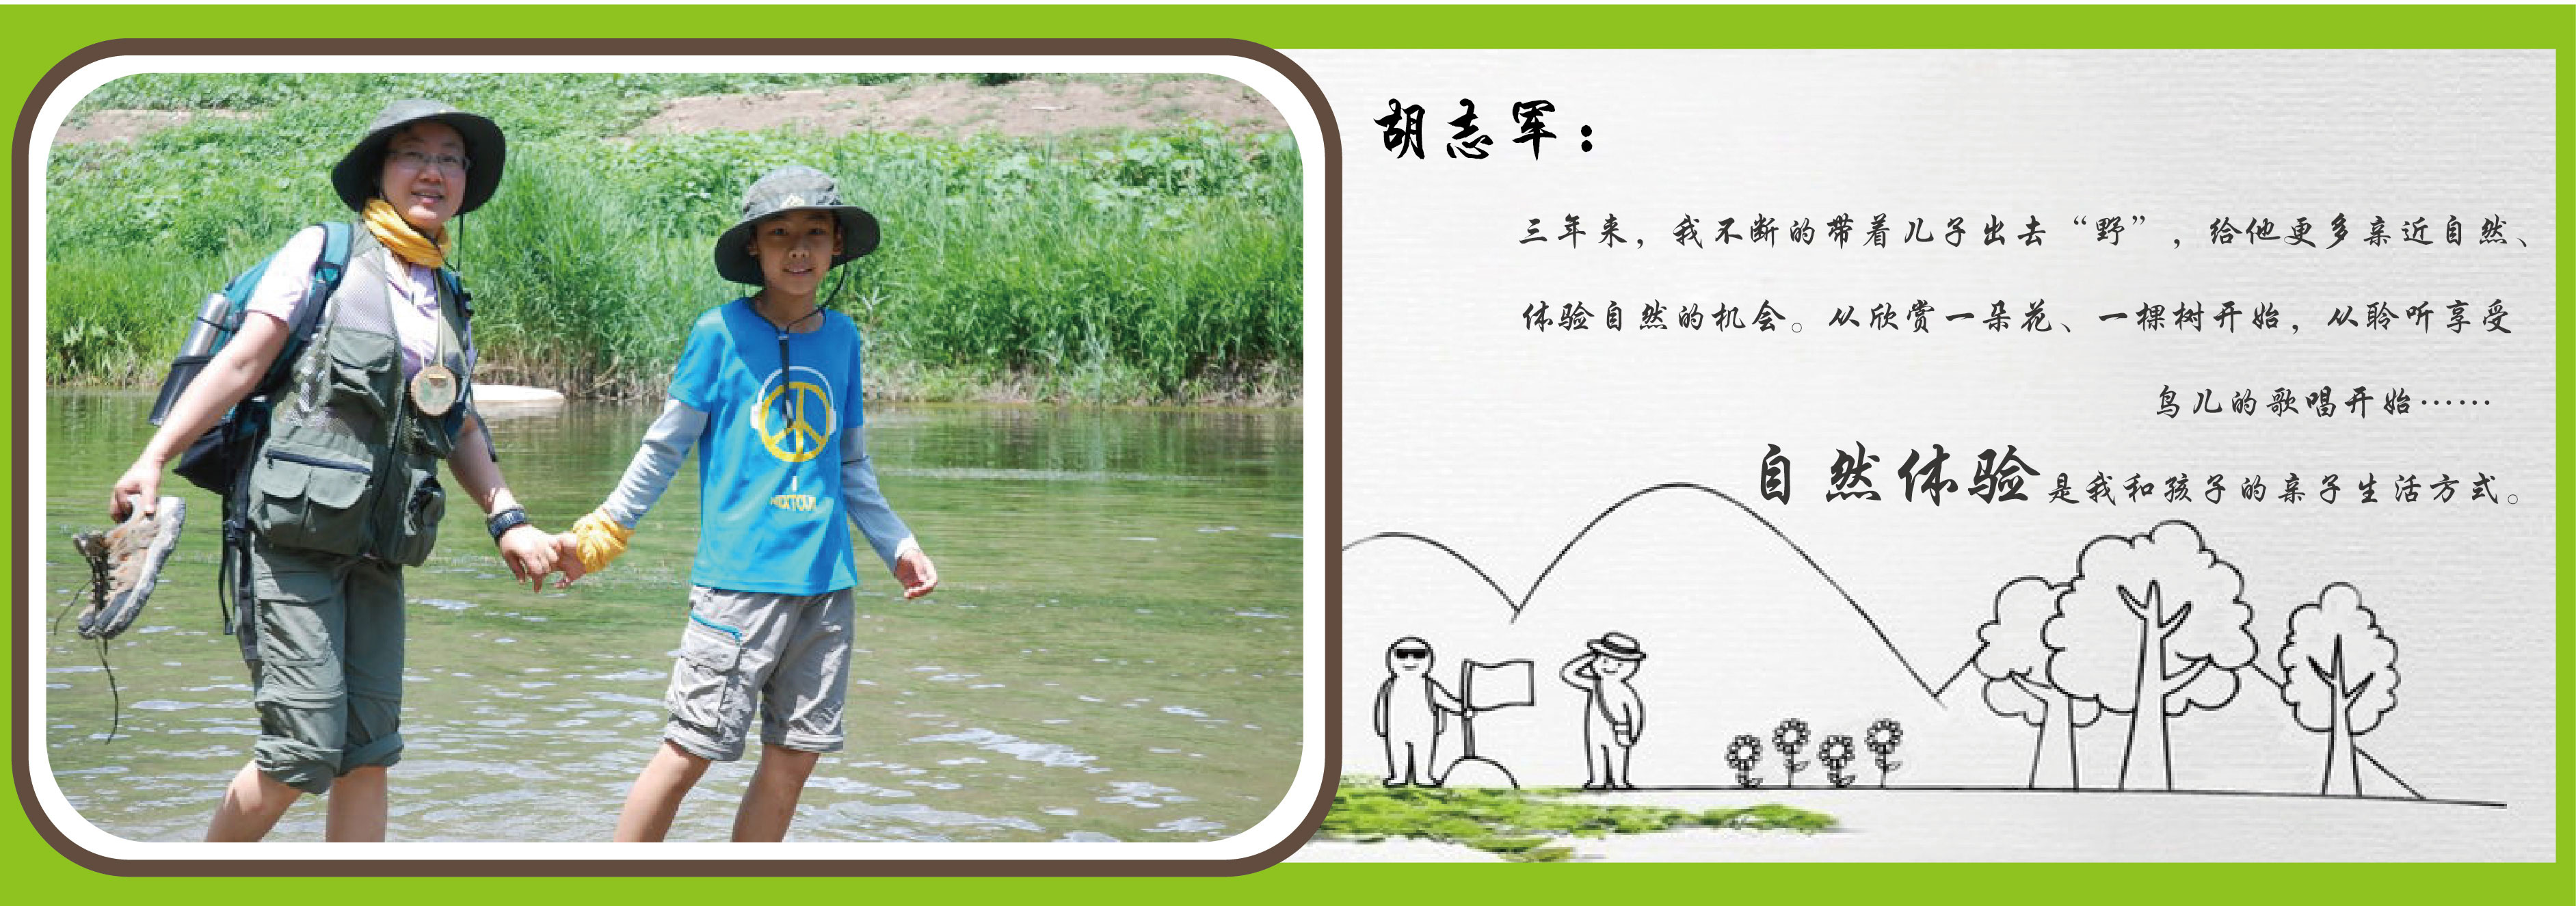 胡志军：
三年来，我不断的带着儿子出去“野”，给他更多亲近自然、
体验自然的机会。从欣赏一朵花、一棵树开始，从聆听享受
鸟儿的歌唱开始……
自然体验是我和孩子的亲子生活方式。
NEXTOUR